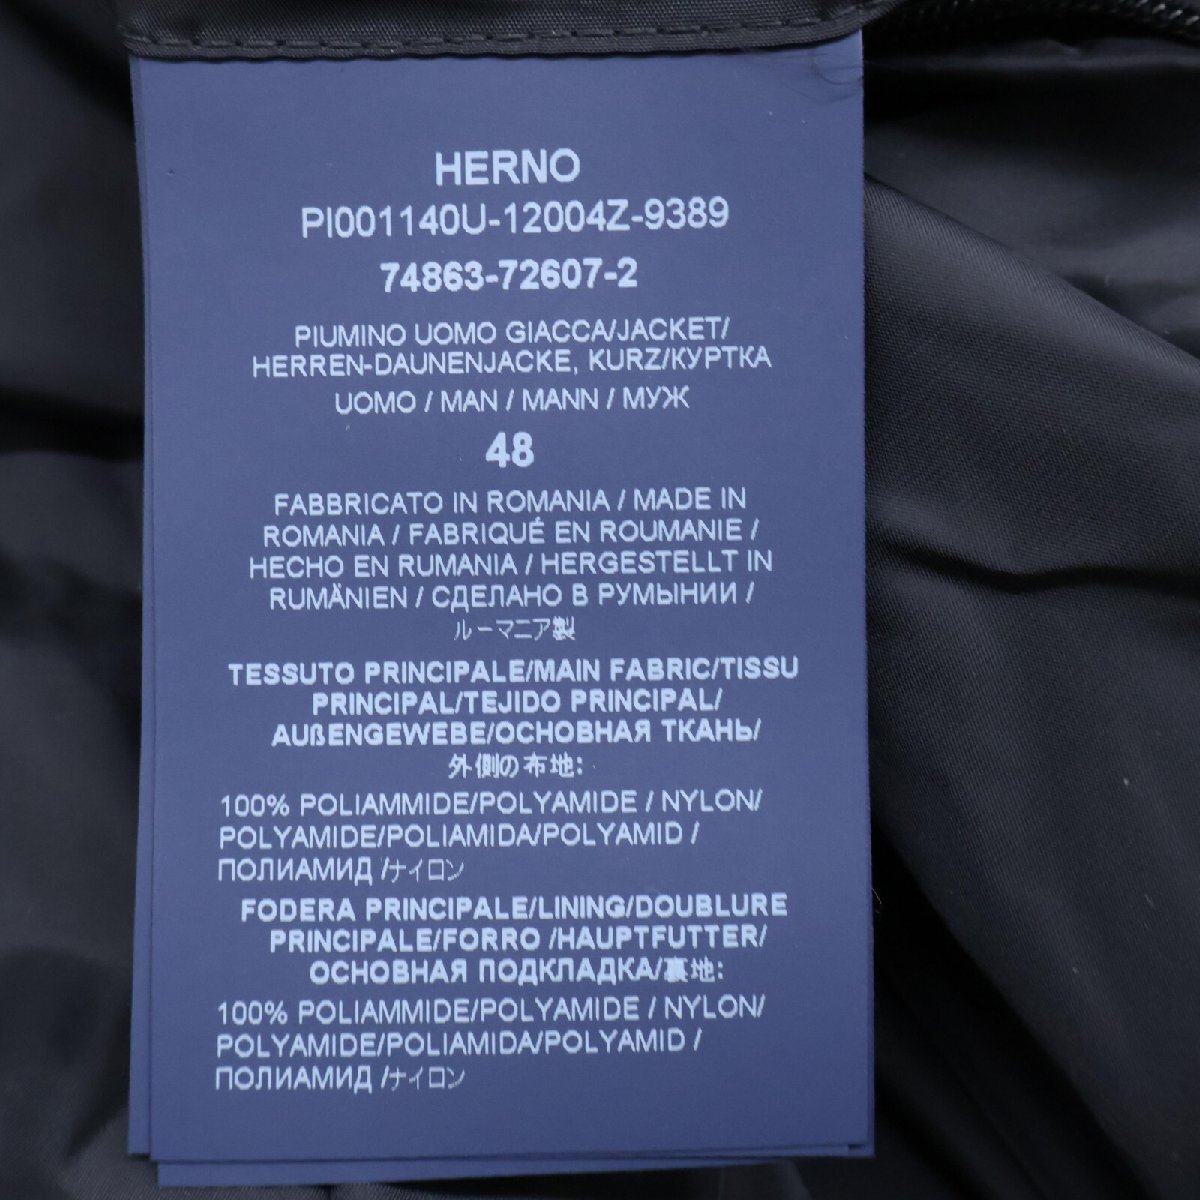 HERNO
PI001140U-12004Z-9389
74863-72607-2
PIUMINO UOMO GIACCA/JACKET/
HERREN-DAUNENJACKE, KURZ/КУРТКА
UOMO / MAN / MANN / МУЖ
48
FABBRICATO IN ROMANIA / MADE IN
ROMANIA / FABRIQUÉ EN ROUMANIE /
HECHO EN RUMANIA / HERGESTELLT IN
RUMÄNIEN / СДЕЛАНО В РУМЫНИИ /
ルーマニア製
TESSUTO PRINCIPALE/MAIN FABRIC/TISSU
PRINCIPAL/TEJIDO PRINCIPAL/
AUßENGEWEBE/ОСНОВНАЯ ТКАНЬ/
外側の布地:
100% POLIAMMIDE/POLYAMIDE / NYLON/
POLYAMIDE/POLIAMIDA/POLYAMID /
ПОЛИАМИД /ナイロン
FODERA PRINCIPALE/LINING/DOUBLURE
PRINCIPALE/FORRO /HAUPTFUTTER/
ОСНОВНАЯ ПОДКЛАДКА/裏地:
100% POLIAMMIDE/POLYAMIDE / NYLON/
POLYAMIDE/POLIAMIDA/POLYAMID /
ПОЛИАМИД /ナイロン